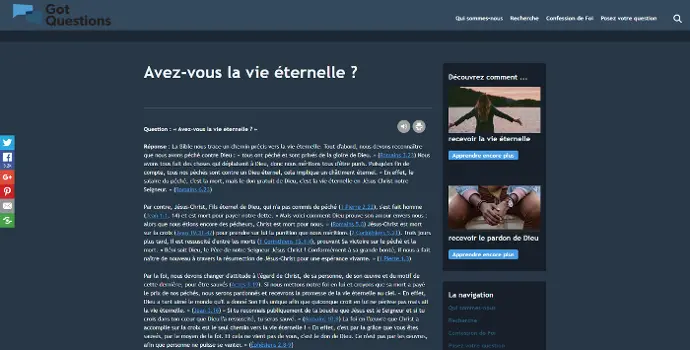 Got
Questions
Qui sommes-nous
Recherche
Confession de Foi
Posez votre question
Avez-vous la vie éternelle ?
Question : « Avez-vous la vie éternelle ? »
Réponse : La Bible nous trace un chemin précis vers la vie éternelle. Tout d'abord, nous devons reconnaître
que nous avons péché contre Dieu : « tous ont péché et sont privés de la gloire de Dieu. » (Romains 3.23) Nous
avons tous fait des choses qui déplaisent à Dieu, donc nous méritons tous d'être punis. Puisqu'en fin de
compte, tous nos péchés sont contre un Dieu éternel, cela implique un châtiment éternel. « En effet, le
salaire du péché, c'est la mort, mais le don gratuit de Dieu, c'est la vie éternelle en Jésus-Christ notre
Seigneur. » (Romains 6.23)
Par contre, Jésus-Christ, Fils éternel de Dieu, qui n'a pas commis de péché (1 Pierre 2.22), s'est fait homme
(Jean 1.1, 14) et est mort pour payer notre dette. « Mais voici comment Dieu prouve son amour envers nous :
alors que nous étions encore des pécheurs, Christ est mort pour nous. » (Romains 5.8) Jésus-Christ est mort
sur la croix (Jean 19.31-42) pour prendre sur lui la punition que nous méritions (2 Corinthiens 5.21). Trois jours
plus tard, il est ressuscité d'entre les morts (1 Corinthiens 15.1-4), prouvant Sa victoire sur le péché et la
mort. « Béni soit Dieu, le Père de notre Seigneur Jésus-Christ ! Conformément à sa grande bonté, il nous a fait
naître de nouveau à travers la résurrection de Jésus-Christ pour une espérance vivante. » (1 Pierre 1.3)
Par la foi, nous devons changer d'attitude à l'égard de Christ, de sa personne, de son œuvre et du motif de
cette dernière, pour être sauvés (Actes 3.19). Si nous mettons notre foi en lui et croyons que sa mort a payé
le prix de nos péchés, nous serons pardonnés et recevrons la promesse de la vie éternelle au ciel. « En effet,
Dieu a tant aimé le monde qu'il a donné son Fils unique afin que quiconque croit en lui ne périsse pas mais ait
la vie éternelle. » (Jean 3.16) « Si tu reconnais publiquement de ta bouche que Jésus est le Seigneur et si tu
crois dans ton cœur que Dieu l'a ressuscité, tu seras sauvé. » (Romains 10.9) La foi en l'œuvre que Christ a
accomplie sur la croix est le seul chemin vers la vie éternelle ! « En effet, c'est par la grâce que vous êtes
sauvés, par le moyen de la foi. Et cela ne vient pas de vous, c'est le don de Dieu. Ce n'est pas par les œuvres,
afin que personne ne puisse se vanter. » (Éphésiens 2.8-9)
Découvrez comment ...
recevoir la vie éternelle
Apprendre encore plus
recevoir le pardon de Dieu
Apprendre encore plus
La navigation
Qui sommes-nous
Recherche
Confession de Foi
Posez votre question